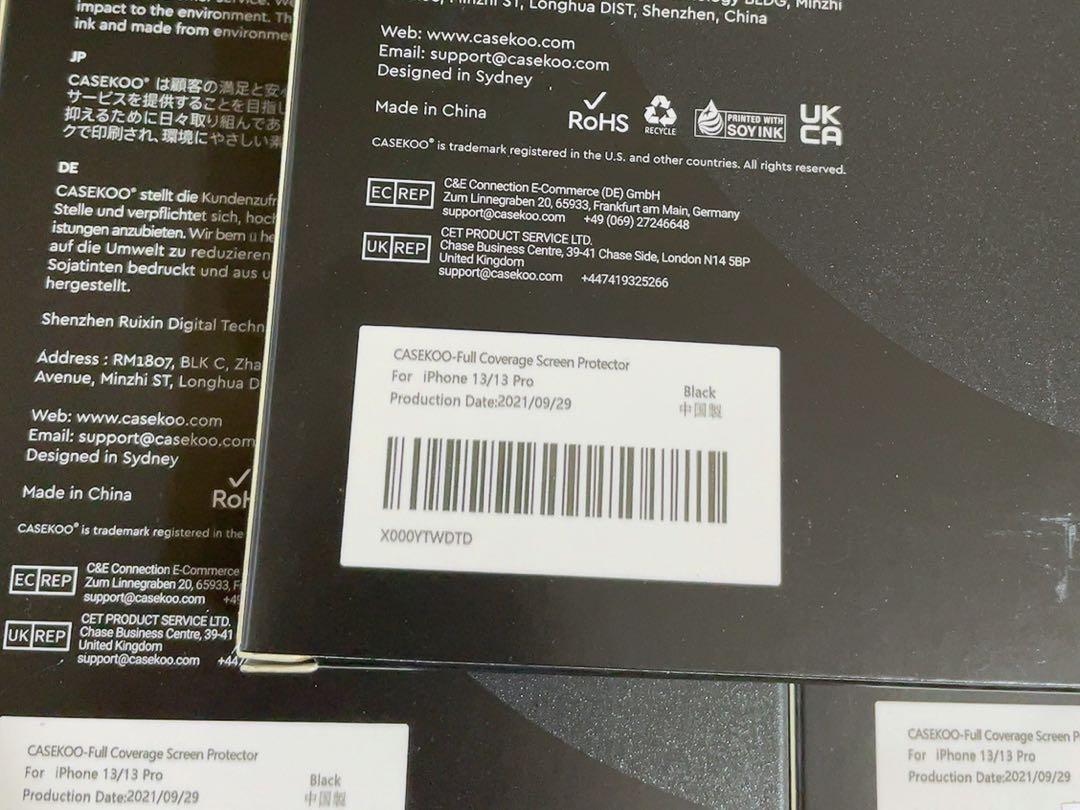 impact to the environment. Th
ink and made from environme
JP
CASEKOO® は顧客の満足と安
サービスを提供することを目指し
抑えるために日々取り組んであ
クで印刷され、環境にやさしい素
DE
CASEKOO® stellt die Kundenzufr
Stelle und verpflichtet sich, hoc
istungen anzubieten. Wir bem u he
auf die Umwelt zu reduzieren
Sojatinten bedruckt und aus u
hergestellt.
Shenzhen Ruixin Digital Techn
Address : RM1807, BLK C, Zha
Avenue, Minzhi ST, Longhua D
Web: www.casekoo.com
Email: support@casekoo.com
Designed in Sydney
Made in China
RoH
CASEKOO® is trademark registered in the
EC REP
C&E Connection E-Commerce
Zum Linnegraben 20, 65933, F
support@casekoo.com +49
UK REP
CET PRODUCT SERVICE LTD.
Chase Business Centre, 39-41
United Kingdom
support@casekoo.com +447
BLDG, Minzhi
Minzhi ST, Longhua DIST, Shenzhen, China
Web: www.casekoo.com
Email: support@casekoo.com
Designed in Sydney
Made in China
RoHS
RECYCLE
PRINTED WITH
SOY INK
UK
CA
CASEKOO® is trademark registered in the U.S. and other countries. All rights reserved.
EC REP
C&E Connection E-Commerce (DE) GmbH
Zum Linnegraben 20, 65933, Frankfurt am Main, Germany
support@casekoo.com +49 (069) 27246648
UK REP
CET PRODUCT SERVICE LTD.
Chase Business Centre, 39-41 Chase Side, London N14 5BP
United Kingdom
support@casekoo.com +447419325266
CASEKOO-Full Coverage Screen Protector
For iPhone 13/13 Pro
Production Date:2021/09/29
Black
中国製
X000YTWDTD
CASEKOO-Full Coverage Screen Protector
For iPhone 13/13 Pro
Production Date:2021/09/29
Black
中国製
CASEKOO-Full Coverage Screen P
For iPhone 13/13 Pro
Production Date:2021/09/29